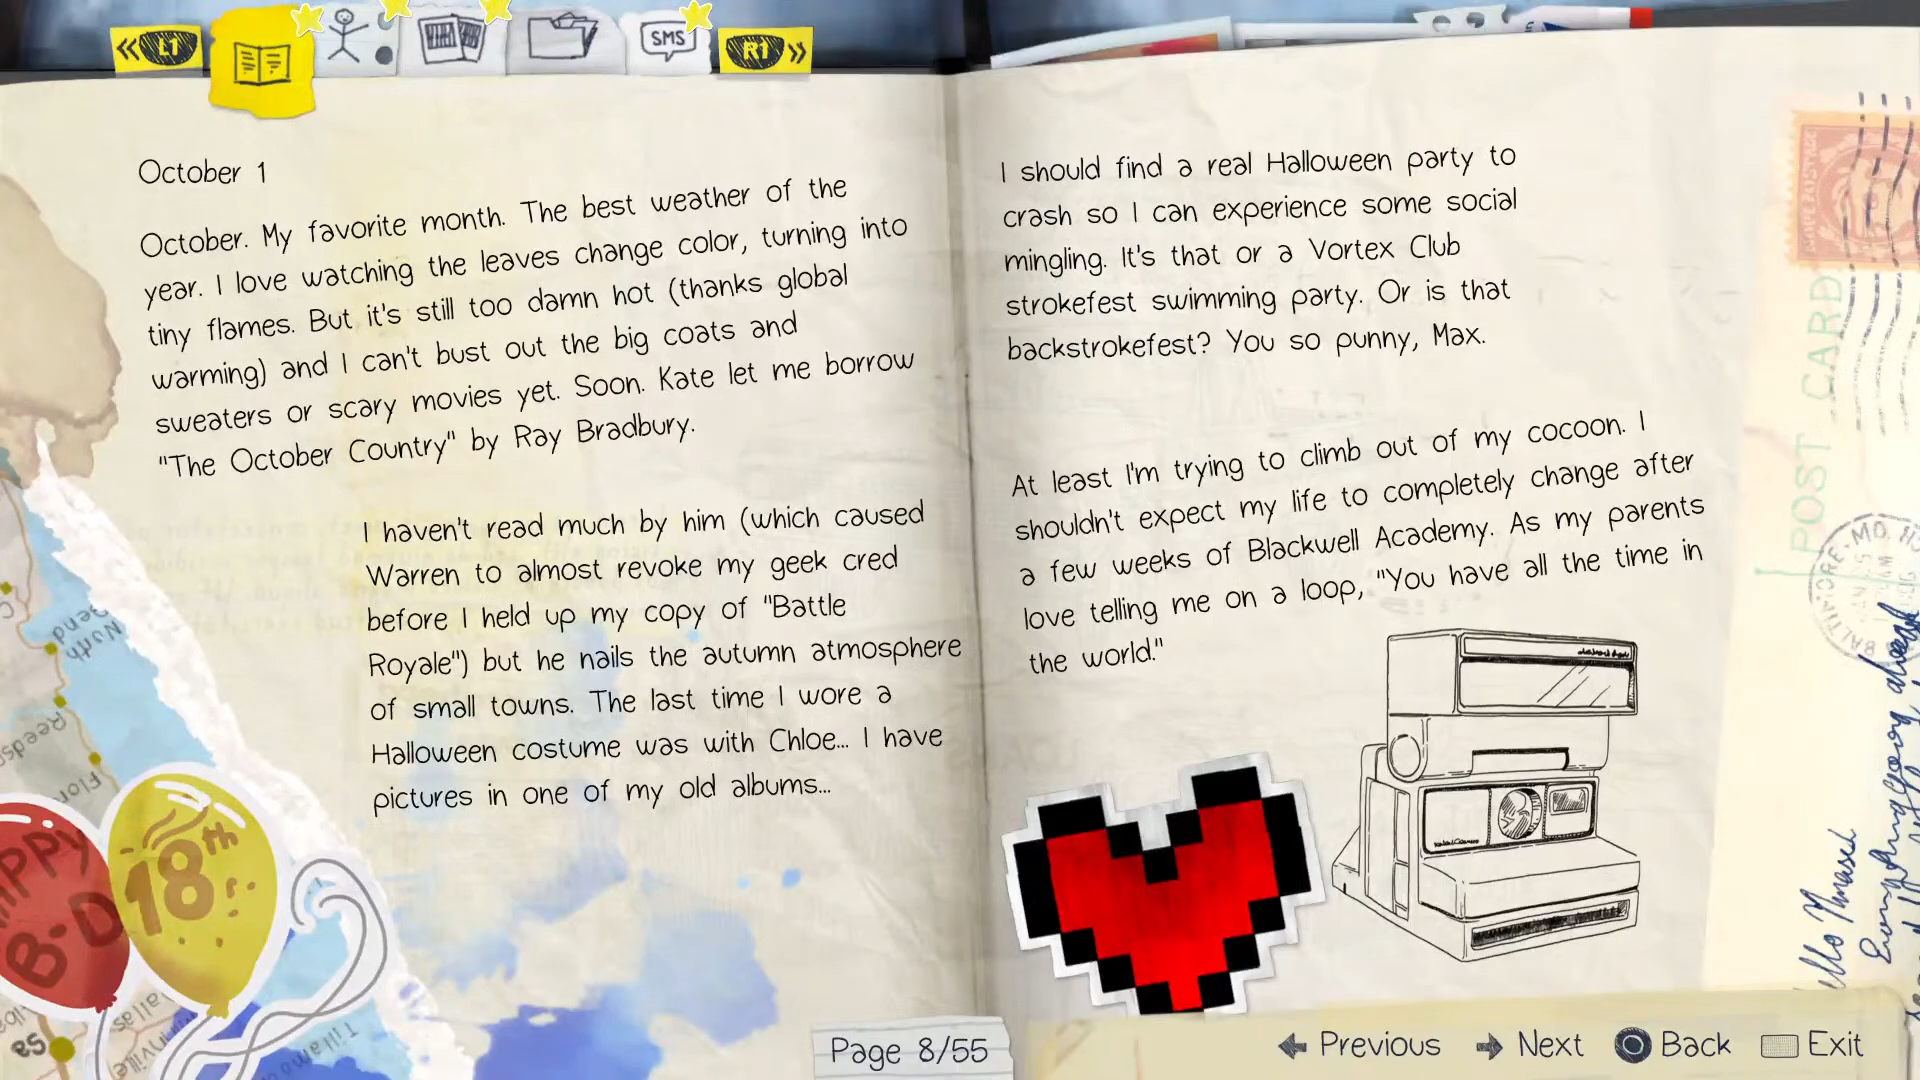 L1
SMS
R1
October 1
October. My favorite month. The best weather of the
year. I love watching the leaves change color, turning into
tiny flames. But it's still too damn hot (thanks global
warming) and I can't bust out the big coats and
sweaters or scary movies yet. Soon. Kate let me borrow
"The October Country" by Ray Bradbury.
I haven't read much by him (which caused
Warren to almost revoke my geek cred
before I held up my copy of "Battle
Royale") but he nails the autumn atmosphere
of small towns. The last time I wore a
Halloween costume was with Chloe... I have
pictures in one of my old albums...
I should find a real Halloween party to
crash so I can experience some social
mingling. It's that or a Vortex Club
strokefest swimming party. Or is that
backstrokefest? You so punny, Max.
At least I'm trying to climb out of my cocoon. I
shouldn't expect my life to completely change after
a few weeks of Blackwell Academy. As my parents
love telling me on a loop, "You have all the time in
the world."
North
Bend
HAPPY
B-D
18th
POST CARD
BALTIMORE, MD.
Page 8/55
Previous
Next
Back
Exit